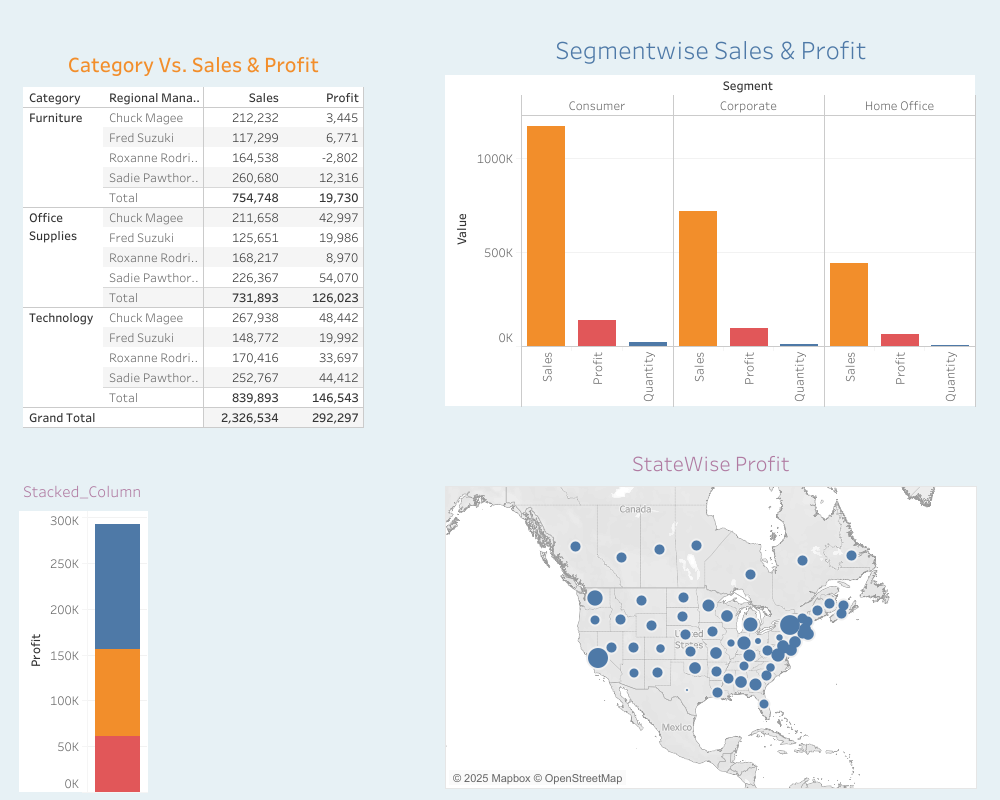 Category Vs. Sales & Profit
Category Regional Mana.. Sales Profit
Furniture Chuck Magee 212,232 3,445
Fred Suzuki 117,299 6,771
Roxanne Rodri.. 164,538 -2,802
Sadie Pawthor.. 260,680 12,316
Total 754,748 19,730
Office Chuck Magee 211,658 42,997
Supplies Fred Suzuki 125,651 19,986
Roxanne Rodri.. 168,217 8,970
Sadie Pawthor.. 226,367 54,070
Total 731,893 126,023
Technology Chuck Magee 267,938 48,442
Fred Suzuki 148,772 19,992
Roxanne Rodri.. 170,416 33,697
Sadie Pawthor.. 252,767 44,412
Total 839,893 146,543
Grand Total 2,326,534 292,297
Segmentwise Sales & Profit
Segment
Consumer Corporate Home Office
1000K
500K
0K
Value
Sales Profit Quantity Sales Profit Quantity Sales Profit Quantity
Stacked_Column
300K
250K
200K
150K
100K
50K
0K
Profit
StateWise Profit
Canada
United
States
Mexico
© 2025 Mapbox © OpenStreetMap